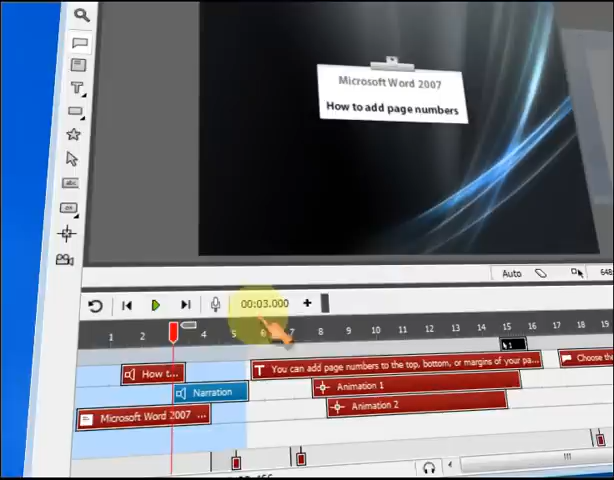 Microsoft Word 2007
How to add page numbers
Auto
648
00:03.000
1 2 4 5 6 7 8 9 10 11 12 13 14 15 16 17 18 19
1
How t...
You can add page numbers to the top, bottom, or margins of your pa...
Choose the
Narration
Animation 1
Microsoft Word 2007 ...
Animation 2